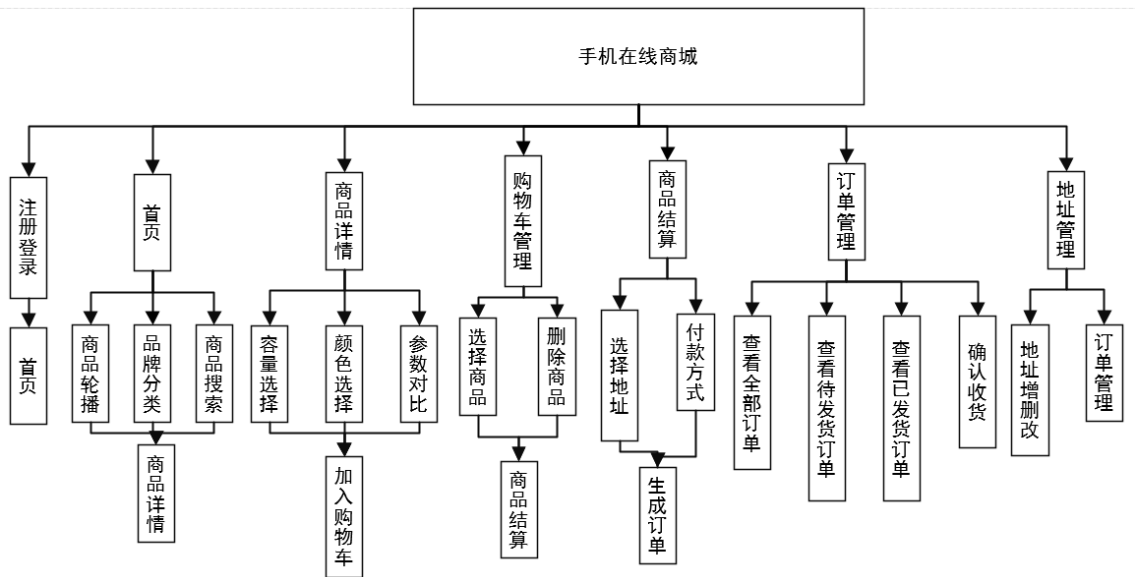 手机在线商城
注册登录
首页
商品详情
购物车管理
商品结算
订单管理
地址管理
首页
商品轮播
品牌分类
商品搜索
容量选择
颜色选择
参数对比
选择商品
删除商品
选择地址
付款方式
查看全部订单
查看待发货订单
查看已发货订单
确认收货
地址增删改
订单管理
商品详情
加入购物车
商品结算
生成订单